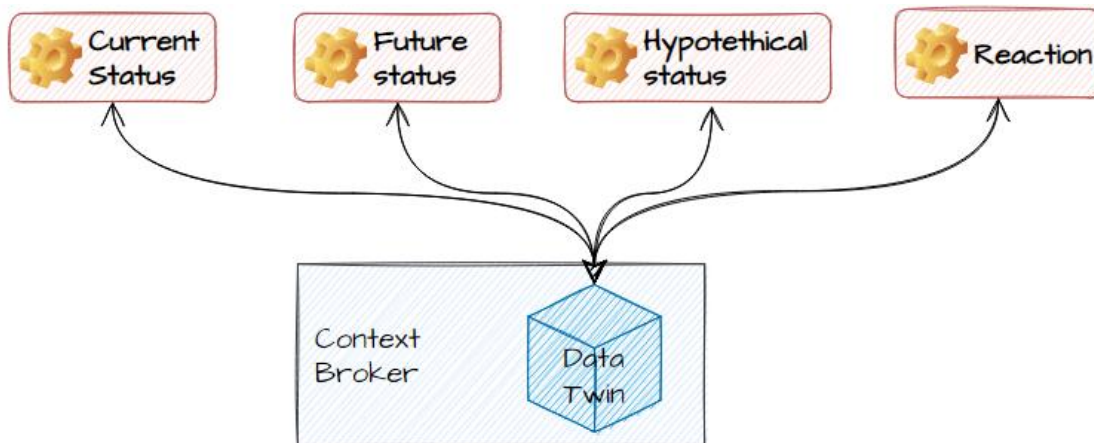 Current
Status
Future
status
Hypotethical
status
Reaction
Context
Broker
Data
Twin